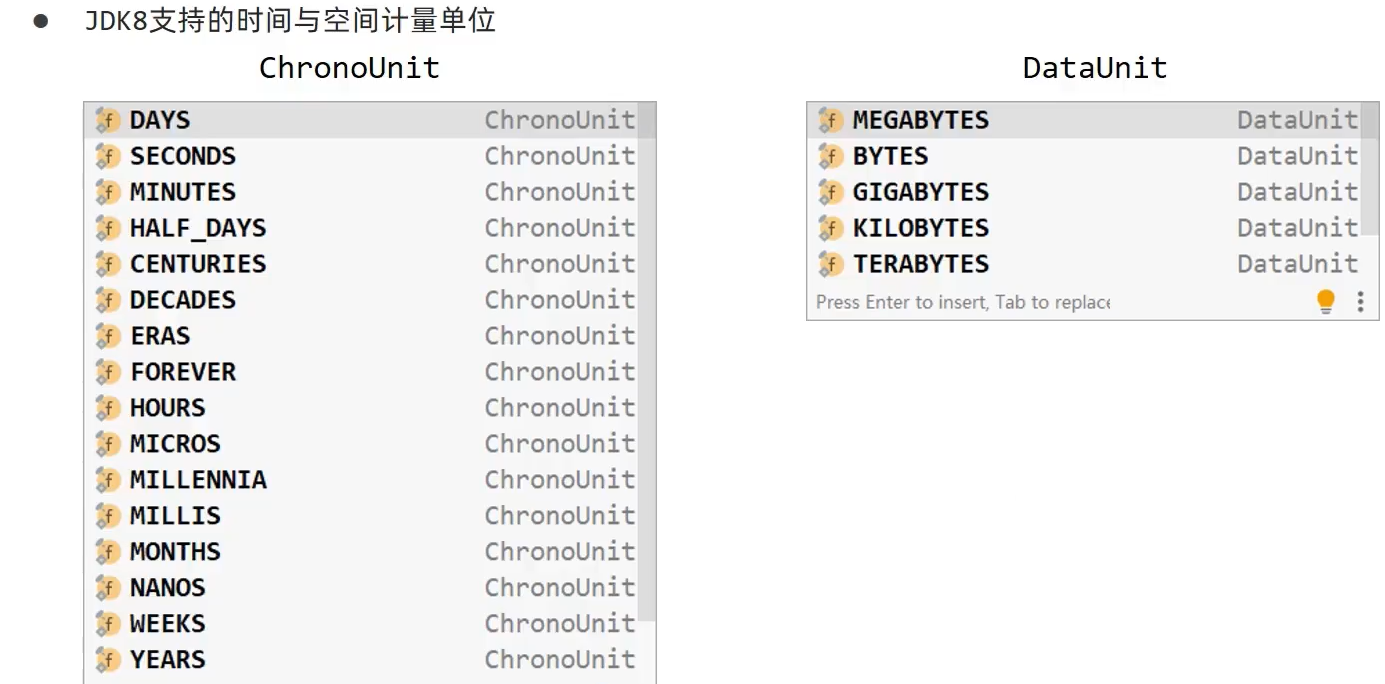 JDK8支持的时间与空间计量单位
ChronoUnit
DAYS ChronoUnit
SECONDS ChronoUnit
MINUTES ChronoUnit
HALF_DAYS ChronoUnit
CENTURIES ChronoUnit
DECADES ChronoUnit
ERAS ChronoUnit
FOREVER ChronoUnit
HOURS ChronoUnit
MICROS ChronoUnit
MILLENNIA ChronoUnit
MILLIS ChronoUnit
MONTHS ChronoUnit
NANOS ChronoUnit
WEEKS ChronoUnit
YEARS ChronoUnit
DataUnit
MEGABYTES DataUnit
BYTES DataUnit
GIGABYTES DataUnit
KILOBYTES DataUnit
TERABYTES DataUnit
Press Enter to insert, Tab to replace